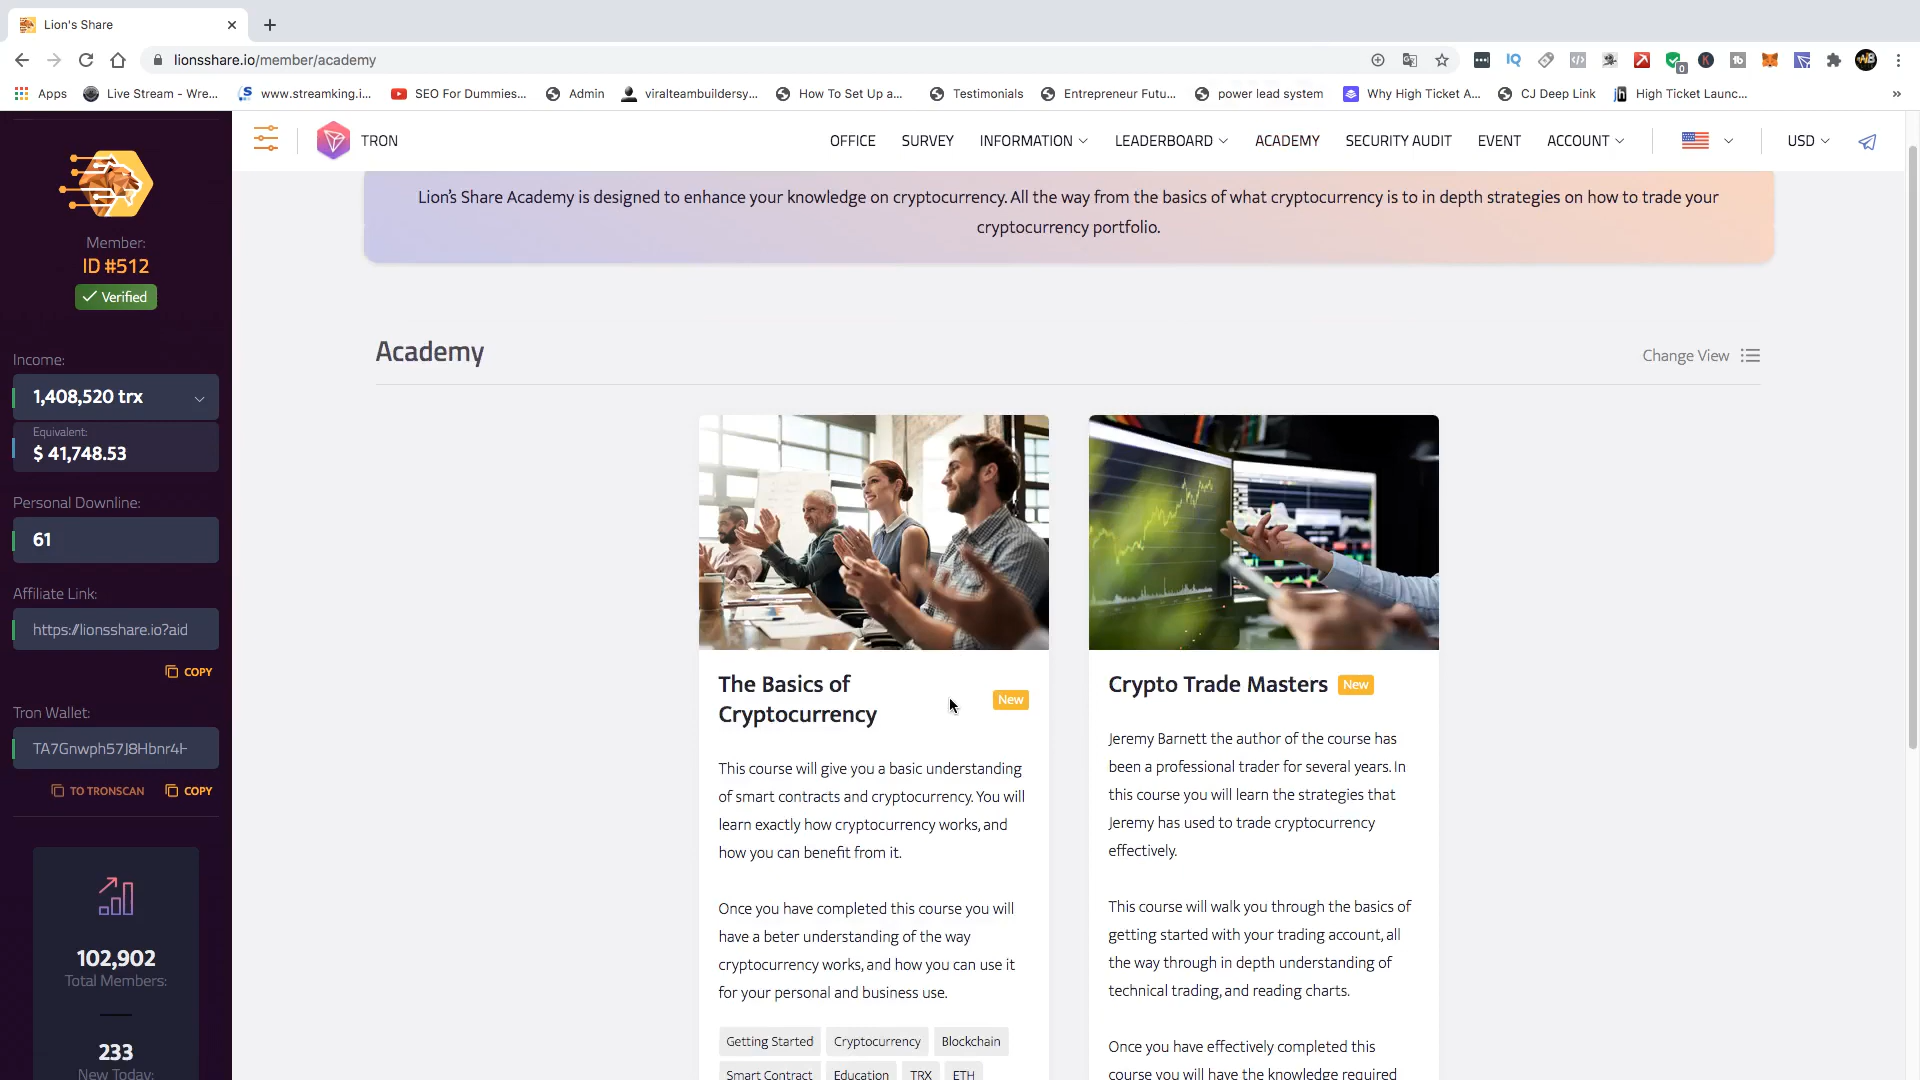 Lion's Share
lionsshare.io/member/academy
0
Apps
Live Stream - Wre...
www.streamking.i...
SEO For Dummies...
Admin
viralteambuildersy...
How To Set Up a...
Testimonials
Entrepreneur Futu...
power lead system
Why High Ticket A...
CJ Deep Link
High Ticket Launc...
TRON
OFFICE
SURVEY
INFORMATION
LEADERBOARD
ACADEMY
SECURITY AUDIT
EVENT
ACCOUNT
USD
Member:
ID #512
Verified
Income:
1,408,520 trx
Equivalent:
$ 41,748.53
Personal Downline:
61
Affiliate Link:
https://lionsshare.io?aid
COPY
Tron Wallet:
TA7Gnwph57J8Hbnr4H
TO TRONSCAN
COPY
102,902
Total Members:
233
New Today:
Lion's Share Academy is designed to enhance your knowledge on cryptocurrency. All the way from the basics of what cryptocurrency is to in depth strategies on how to trade your
cryptocurrency portfolio.
Academy
Change View
The Basics of
Cryptocurrency
New
This course will give you a basic understanding
of smart contracts and cryptocurrency. You will
learn exactly how cryptocurrency works, and
how you can benefit from it.
Once you have completed this course you will
have a beter understanding of the way
cryptocurrency works, and how you can use it
for your personal and business use.
Getting Started
Cryptocurrency
Blockchain
Smart Contract
Education
TRX
ETH
Crypto Trade Masters
New
Jeremy Barnett the author of the course has
been a professional trader for several years. In
this course you will learn the strategies that
Jeremy has used to trade cryptocurrency
effectively.
This course will walk you through the basics of
getting started with your trading account, all
the way through in depth understanding of
technical trading, and reading charts.
Once you have effectively completed this
course you will have the knowledge required